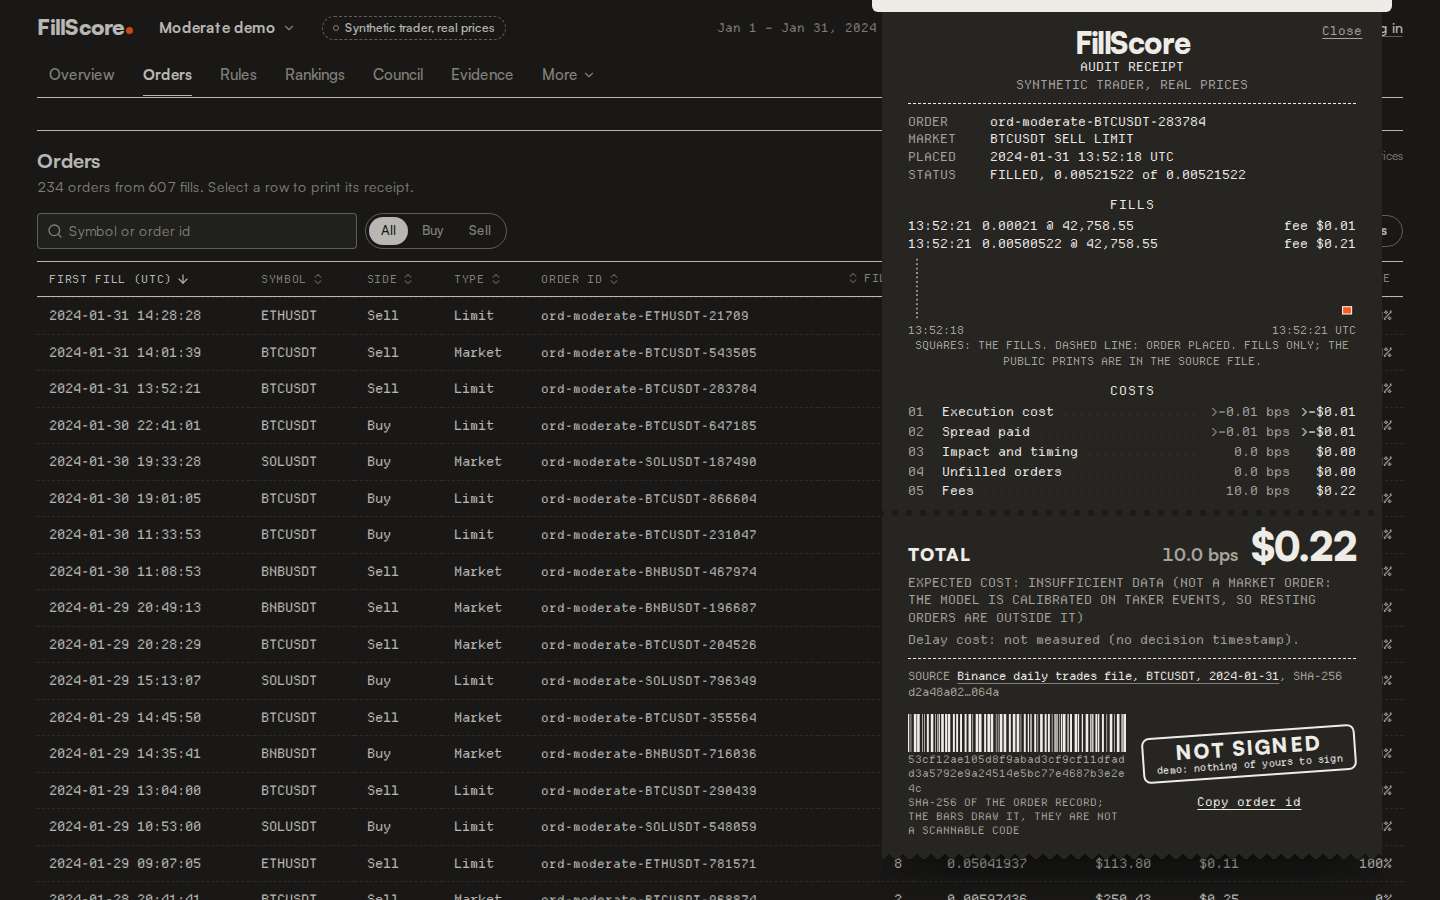 FillScore.
Moderate demo
Synthetic trader, real prices
Jan 1 – Jan 31, 2024
g in
Overview
Orders
Rules
Rankings
Council
Evidence
More
Orders
234 orders from 607 fills. Select a row to print its receipt.
Symbol or order id
All
Buy
Sell
FIRST FILL (UTC)
SYMBOL
SIDE
TYPE
ORDER ID
2024-01-31 14:28:28 ETHUSDT Sell Limit ord-moderate-ETHUSDT-21709
2024-01-31 14:01:39 BTCUSDT Sell Market ord-moderate-BTCUSDT-543505
2024-01-31 13:52:21 BTCUSDT Sell Limit ord-moderate-BTCUSDT-283784
2024-01-30 22:41:01 BTCUSDT Buy Limit ord-moderate-BTCUSDT-647185
2024-01-30 19:33:28 SOLUSDT Buy Market ord-moderate-SOLUSDT-187490
2024-01-30 19:01:05 BTCUSDT Buy Limit ord-moderate-BTCUSDT-866604
2024-01-30 11:33:53 BTCUSDT Buy Limit ord-moderate-BTCUSDT-231047
2024-01-30 11:08:53 BNBUSDT Sell Market ord-moderate-BNBUSDT-467974
2024-01-29 20:49:13 BNBUSDT Sell Market ord-moderate-BNBUSDT-196687
2024-01-29 20:28:29 BTCUSDT Sell Market ord-moderate-BTCUSDT-204526
2024-01-29 15:13:07 SOLUSDT Buy Limit ord-moderate-SOLUSDT-796349
2024-01-29 14:45:50 BTCUSDT Sell Market ord-moderate-BTCUSDT-355564
2024-01-29 14:35:41 BNBUSDT Buy Market ord-moderate-BNBUSDT-716036
2024-01-29 13:04:00 BTCUSDT Sell Limit ord-moderate-BTCUSDT-290439
2024-01-29 10:53:00 SOLUSDT Buy Limit ord-moderate-SOLUSDT-548059
2024-01-29 09:07:05 ETHUSDT Sell Limit ord-moderate-ETHUSDT-781571 8 0.05041937 $113.80 $0.11 100%
Close
FillScore
AUDIT RECEIPT
SYNTHETIC TRADER, REAL PRICES
ORDER ord-moderate-BTCUSDT-283784
MARKET BTCUSDT SELL LIMIT
PLACED 2024-01-31 13:52:18 UTC
STATUS FILLED, 0.00521522 of 0.00521522
FILLS
13:52:21 0.00021 @ 42,758.55 fee $0.01
13:52:21 0.00500522 @ 42,758.55 fee $0.21
13:52:18 13:52:21 UTC
SQUARES: THE FILLS. DASHED LINE: ORDER PLACED. FILLS ONLY; THE
PUBLIC PRINTS ARE IN THE SOURCE FILE.
COSTS
01 Execution cost >-0.01 bps >-$0.01
02 Spread paid >-0.01 bps >-$0.01
03 Impact and timing 0.0 bps $0.00
04 Unfilled orders 0.0 bps $0.00
05 Fees 10.0 bps $0.22
TOTAL 10.0 bps $0.22
EXPECTED COST: INSUFFICIENT DATA (NOT A MARKET ORDER:
THE MODEL IS CALIBRATED ON TAKER EVENTS, SO RESTING
ORDERS ARE OUTSIDE IT)
Delay cost: not measured (no decision timestamp).
SOURCE Binance daily trades file, BTCUSDT, 2024-01-31, SHA-256
d2a48a02…064a
53cf12ae105d8f9abad3cf9cf11dfad
d3a5792e9a24514e5bc77e4687b3e2e
4c
SHA-256 OF THE ORDER RECORD;
THE BARS DRAW IT, THEY ARE NOT
A SCANNABLE CODE
NOT SIGNED
demo: nothing of yours to sign
Copy order id